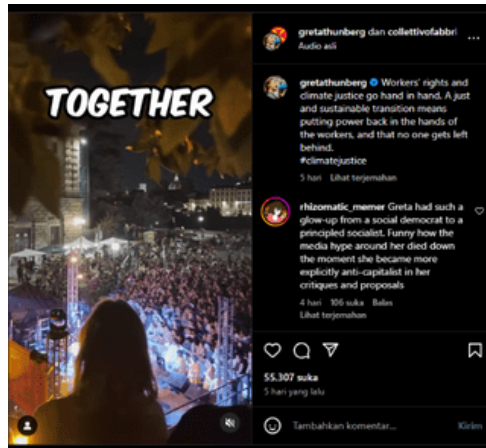 TOGETHER
gretathunberg dan collettivofabbri
Audio asli
gretathunberg Workers' rights and
climate justice go hand in hand. A just
and sustainable transition means
putting power back in the hands of
the workers, and that no one gets left
behind.
#climatejustice
5 hari Lihat terjemahan
rhizomatic_memer Greta had such a
glow-up from a social democrat to a
principled socialist. Funny how the
media hype around her died down
the moment she became more
explicitly anti-capitalist in her
critiques and proposals
4 hari 106 suka Balas
Lihat terjemahan
55.307 suka
5 hari yang lalu
Tambahkan komentar... Kirim